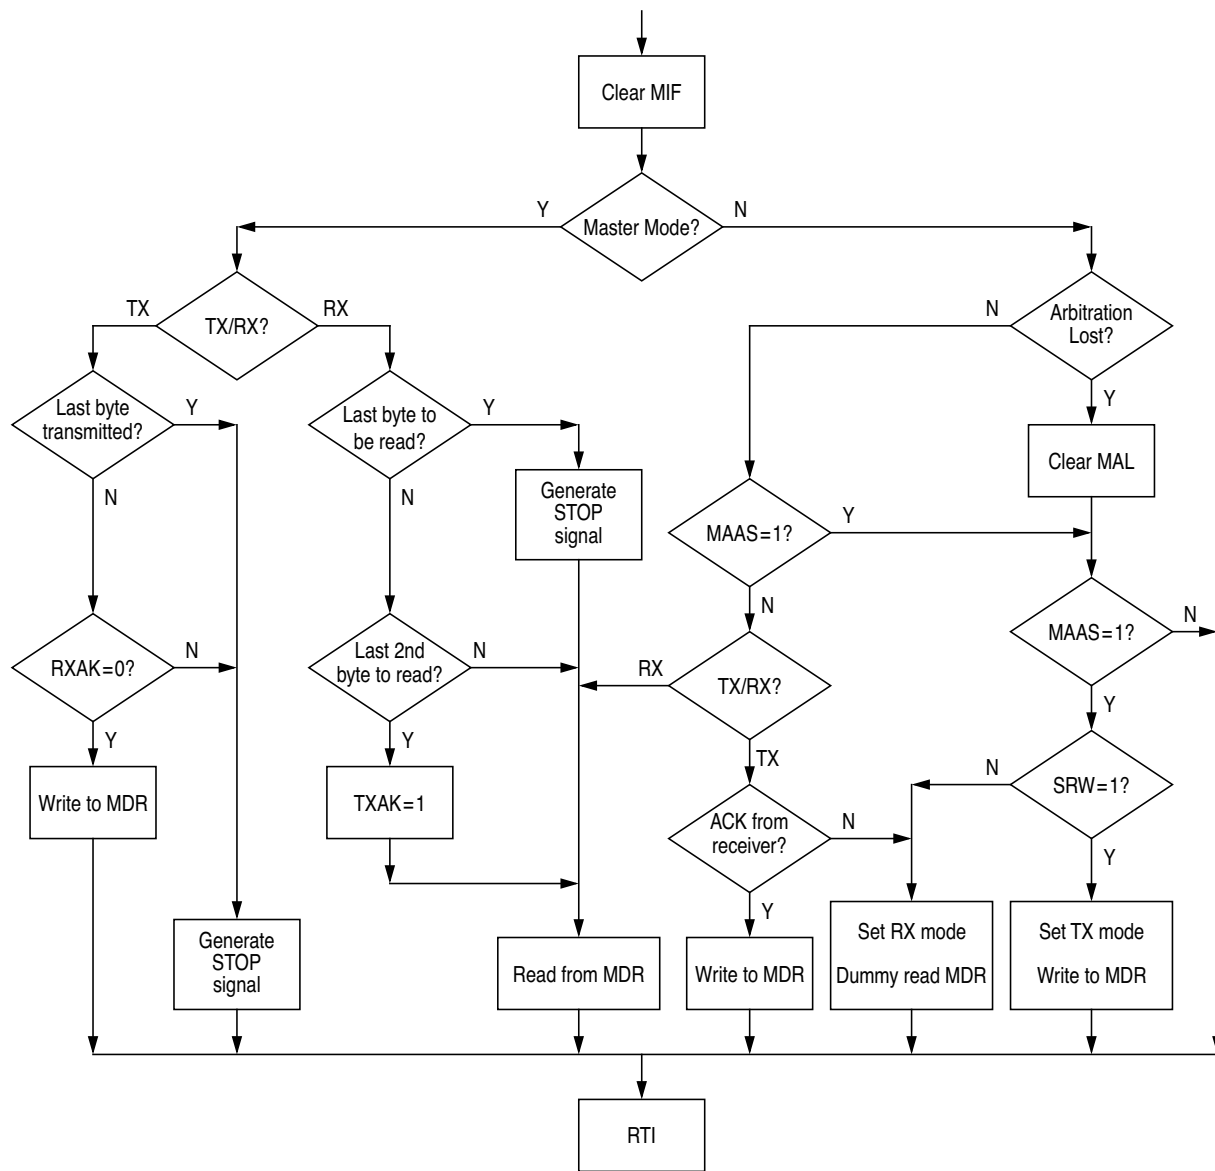 Clear MIF
Y
N
Master Mode?
TX
RX
TX/RX?
N
Arbitration
Lost?
Y
Last byte
transmitted?
Y
Last byte to
be read?
Y
Clear MAL
N
N
Generate
STOP
signal
MAAS=1?
Y
N
MAAS=1?
N
RXAK=0?
N
Last 2nd
byte to read?
N
RX
TX/RX?
Y
Y
Y
TX
N
SRW=1?
Write to MDR
TXAK=1
ACK from
receiver?
N
Y
Y
Generate
STOP
signal
Read from MDR
Write to MDR
Set RX mode
Dummy read MDR
Set TX mode
Write to MDR
RTI